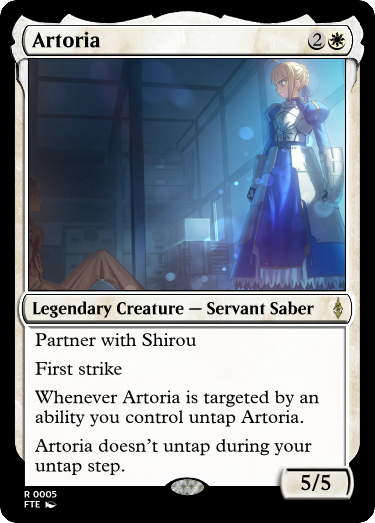 Artoria 2
Legendary Creature — Servant Saber
Partner with Shirou
First strike
Whenever Artoria is targeted by an
ability you control untap Artoria.
Artoria doesn't untap during your
untap step.
5/5
R 0005
FTE